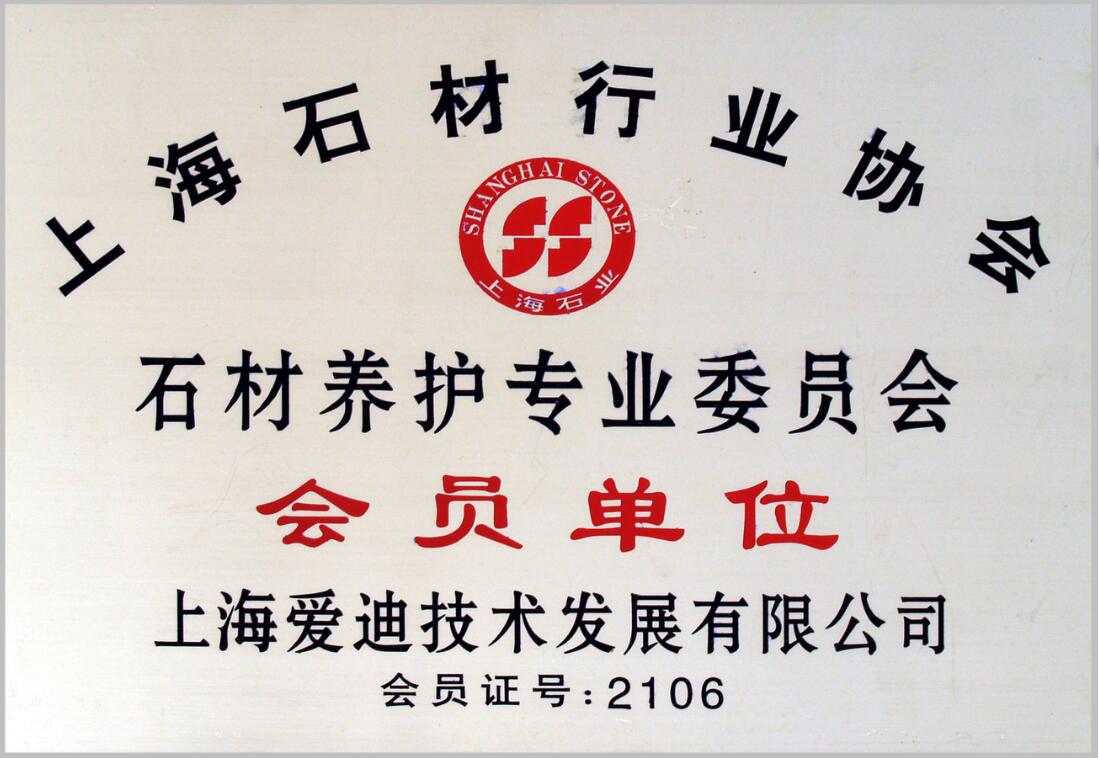 上海石材行业协会
SHANGHAI STONE
上海石业
石材养护专业委员会
会员单位
上海爱迪技术发展有限公司
会员证号:2106